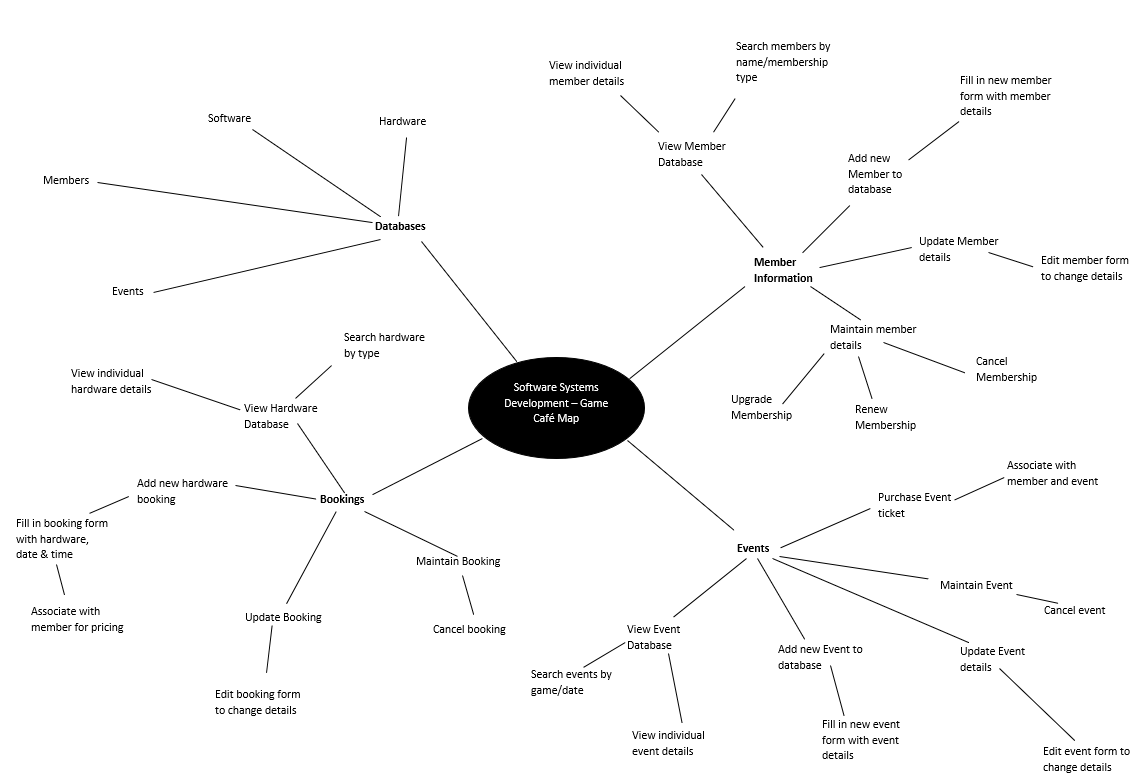 Search members by
name/membership
type
View individual
member details
Fill in new member
form with member
details
Software
Hardware
View Member
Database
Add new
Member to
database
Members
Databases
Update Member
details
Member
Information
Edit member form
to change details
Events
Maintain member
details
Search hardware
by type
View individual
hardware details
Cancel
Membership
Software Systems
Development – Game
Café Map
Upgrade
Membership
Renew
Membership
View Hardware
Database
Associate with
member and event
Add new hardware
booking
Bookings
Purchase Event
ticket
Fill in booking form
with hardware,
date & time
Events
Maintain Booking
Maintain Event
Associate with
member for pricing
Cancel event
Update Booking
Cancel booking
View Event
Database
Add new Event to
database
Update Event
details
Search events by
game/date
Edit booking form
to change details
View individual
event details
Fill in new event
form with event
details
Edit event form to
change details